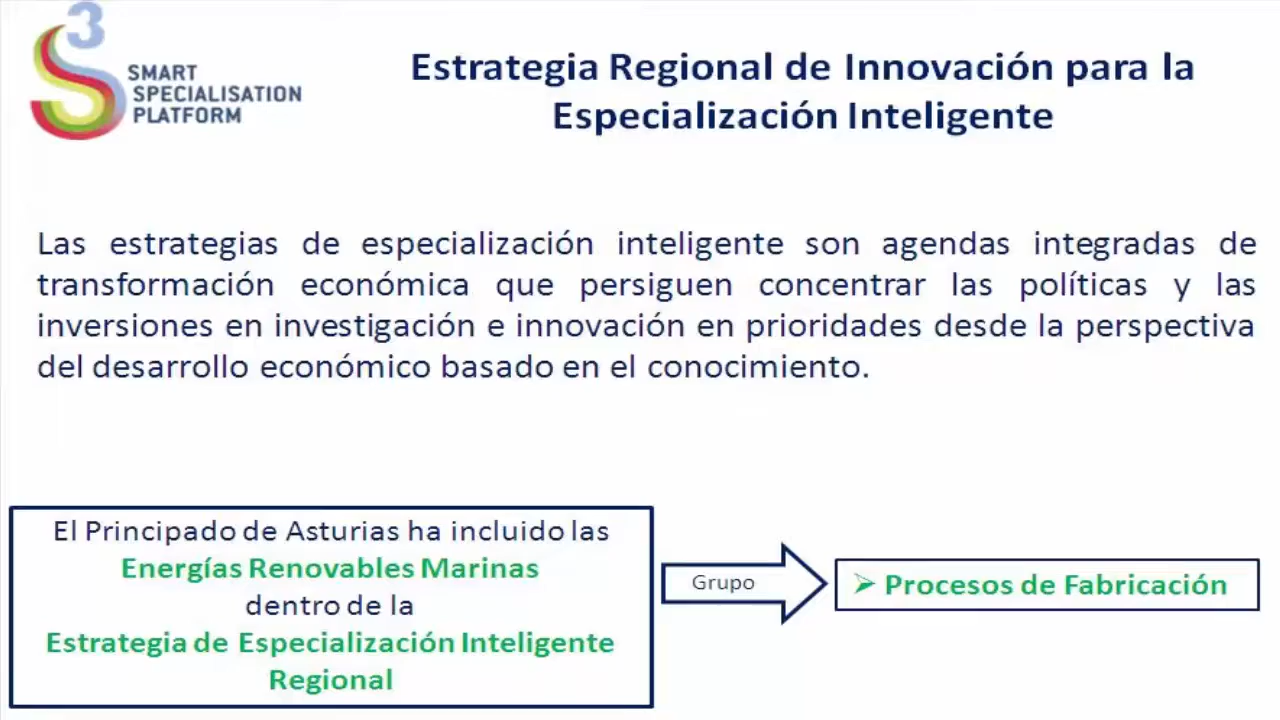 3
S
SMART
SPECIALISATION
PLATFORM
Estrategia Regional de Innovación para la
Especialización Inteligente
Las estrategias de especialización inteligente son agendas integradas de
transformación económica que persiguen concentrar las políticas y las
inversiones en investigación e innovación en prioridades desde la perspectiva
del desarrollo económico basado en el conocimiento.
El Principado de Asturias ha incluido las
Energías Renovables Marinas
dentro de la
Estrategia de Especialización Inteligente
Regional
Grupo
➢ Procesos de Fabricación